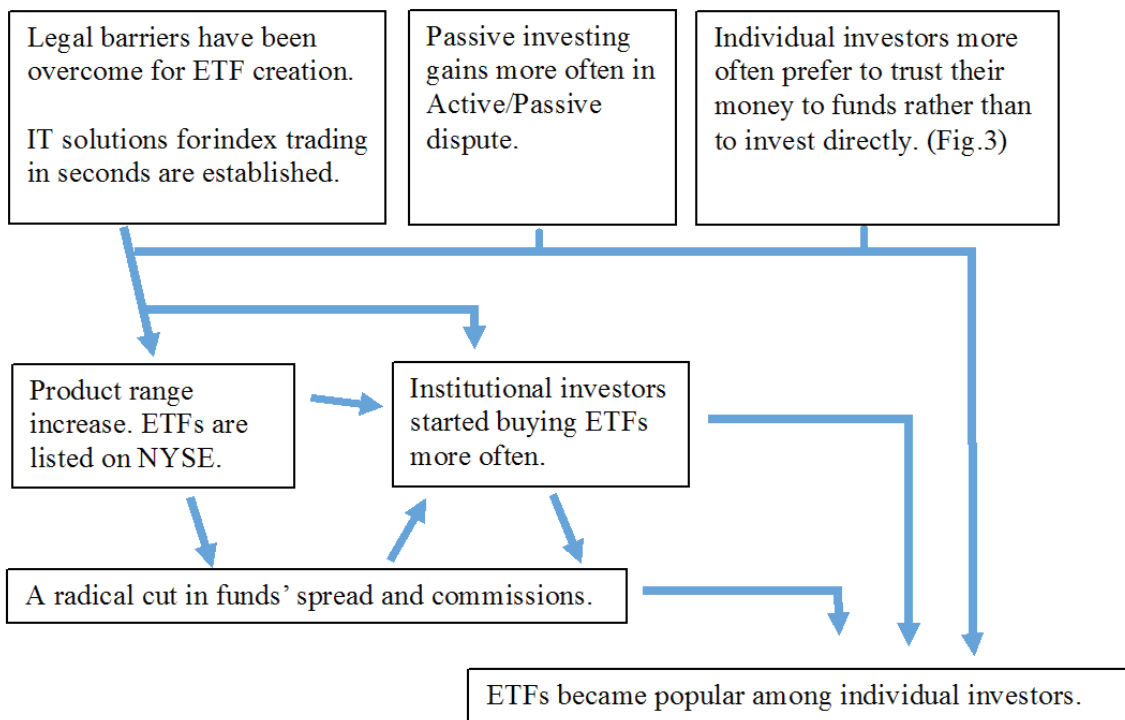 Legal barriers have been
overcome for ETF creation.
IT solutions forindex trading
in seconds are established.
Passive investing
gains more often in
Active/Passive
dispute.
Individual investors more
often prefer to trust their
money to funds rather than
to invest directly. (Fig.3)
Product range
increase. ETFs are
listed on NYSE.
Institutional investors
started buying ETFs
more often.
A radical cut in funds’ spread and commissions.
ETFs became popular among individual investors.